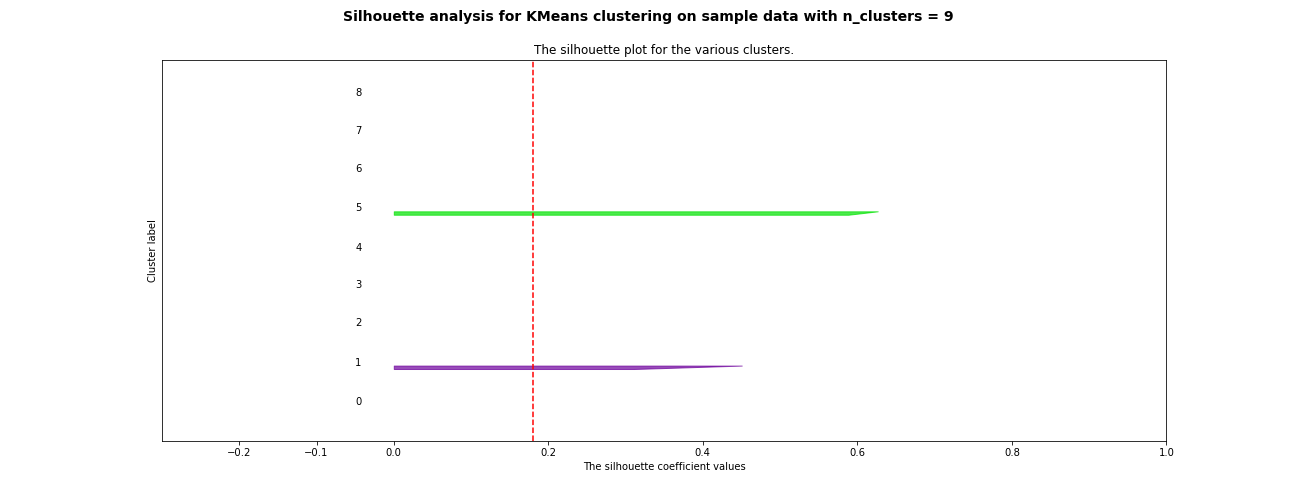 Silhouette analysis for KMeans clustering on sample data with n_clusters = 9
The silhouette plot for the various clusters.
8
7
6
5
4
3
2
1
0
Cluster label
−0.2 −0.1 0.0 0.2 0.4 0.6 0.8 1.0
The silhouette coefficient values